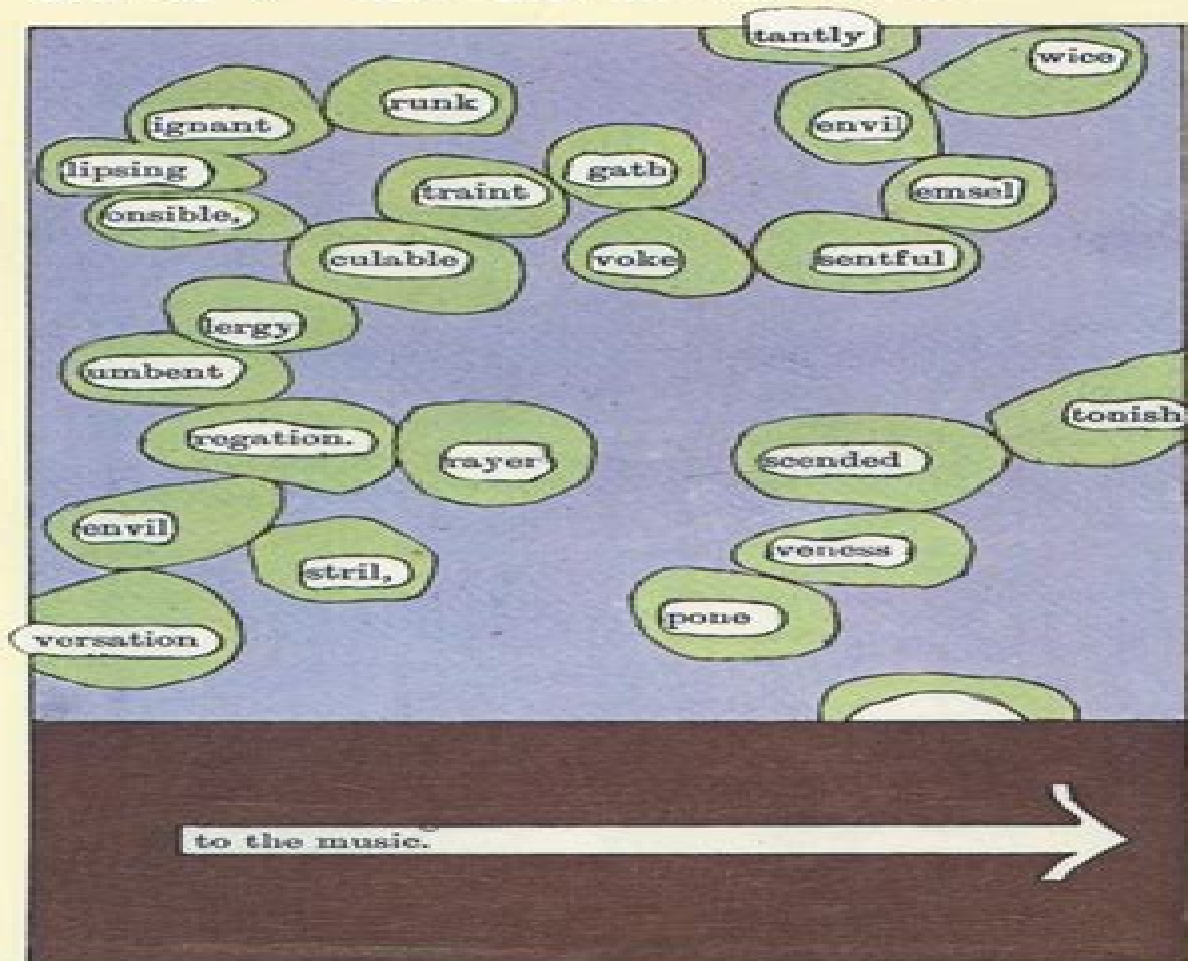 tantly
wice
runk
envil
ignant
lipsing
gath
traint
emsel
onsible,
culable
voke
sentful
lergy
umbent
tonish
regation.
rayer
scended
envil
veness
stril,
pone
versation
to the music.